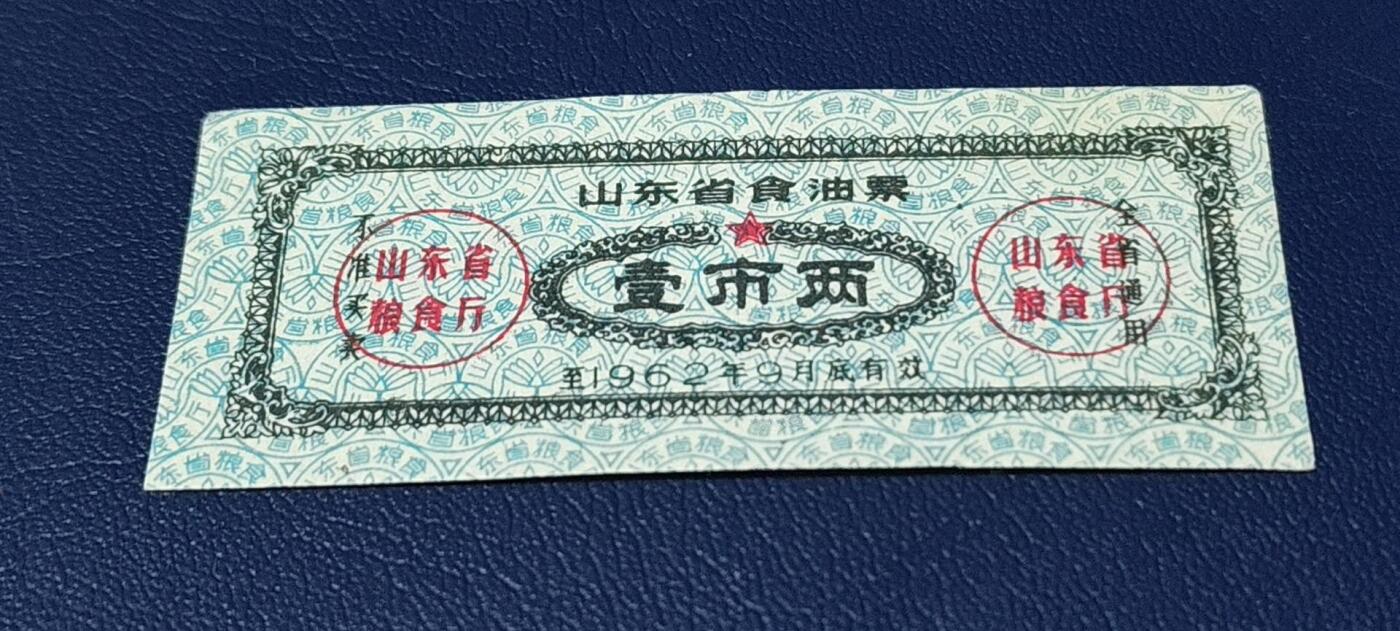 山东省食油票
壹市两
至1962年9月底有效
不准买卖
山东省
粮食厅
全省通用
山东省
粮食厅